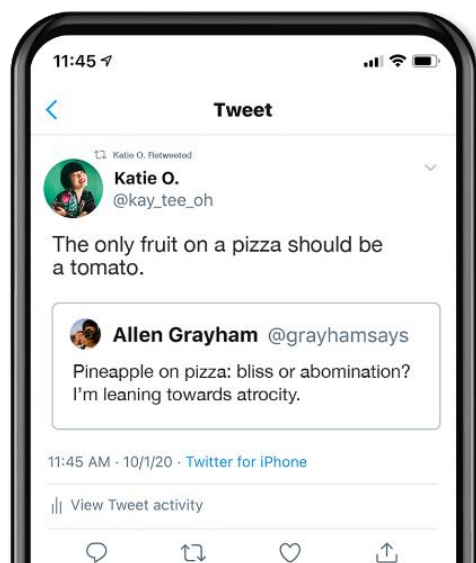 11:45
Tweet
Katie O. Retweeted
Katie O.
@kay_tee_oh
The only fruit on a pizza should be
a tomato.
Allen Grayham @grayhamsays
Pineapple on pizza: bliss or abomination?
I'm leaning towards atrocity.
11:45 AM · 10/1/20 · Twitter for iPhone
View Tweet activity